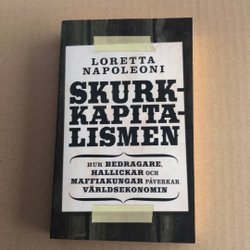 LORETTA
NAPOLEONI
SKURK-
KAPITA-
LISMEN
HUR BEDRAGARE,
HALLICKAR OCH
MAFFIAKUNGAR PÅVERKAR
VÄRLDSEKONOMIN